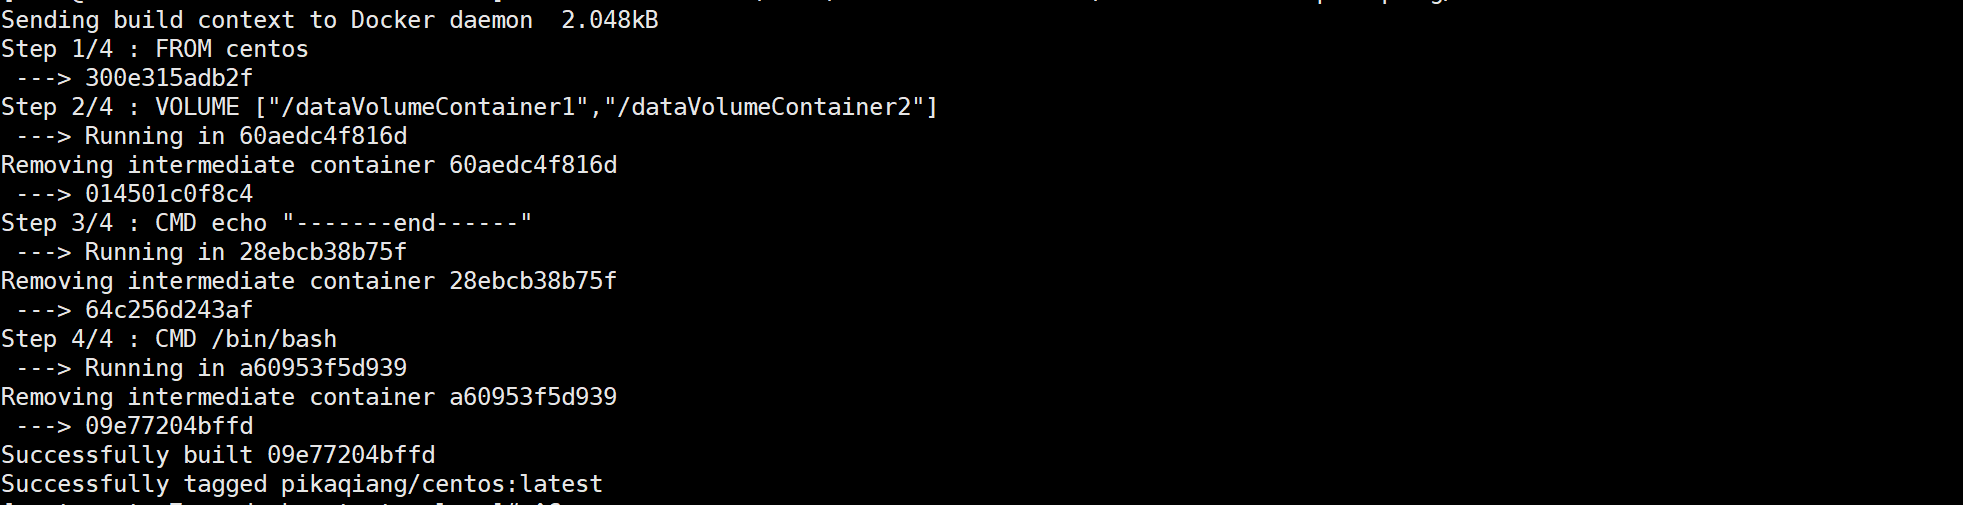 Sending build context to Docker daemon  2.048kB
Step 1/4 : FROM centos
 ---> 300e315adb2f
Step 2/4 : VOLUME ["/dataVolumeContainer1","/dataVolumeContainer2"]
 ---> Running in 60aedc4f816d
Removing intermediate container 60aedc4f816d
 ---> 014501c0f8c4
Step 3/4 : CMD echo "-------end------"
 ---> Running in 28ebcb38b75f
Removing intermediate container 28ebcb38b75f
 ---> 64c256d243af
Step 4/4 : CMD /bin/bash
 ---> Running in a60953f5d939
Removing intermediate container a60953f5d939
 ---> 09e77204bffd
Successfully built 09e77204bffd
Successfully tagged pikaqiang/centos:latest